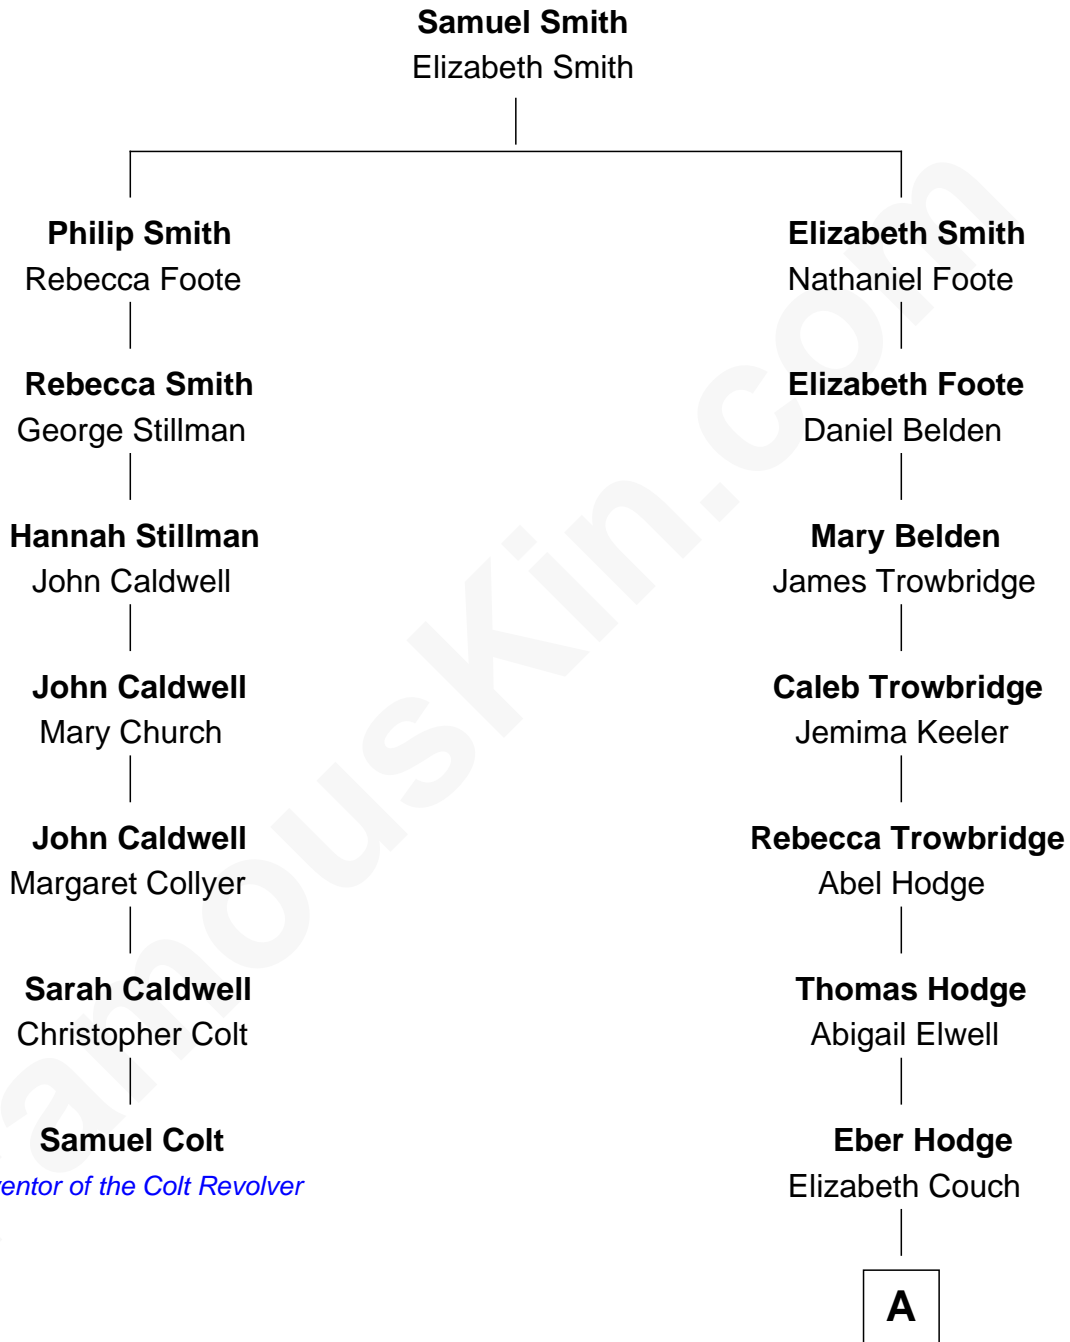 Samuel Smith
Elizabeth Smith
Philip Smith
Rebecca Foote
Elizabeth Smith
Nathaniel Foote
Rebecca Smith
George Stillman
Elizabeth Foote
Daniel Belden
Hannah Stillman
John Caldwell
Mary Belden
James Trowbridge
John Caldwell
Mary Church
Caleb Trowbridge
Jemima Keeler
John Caldwell
Margaret Collyer
Rebecca Trowbridge
Abel Hodge
Sarah Caldwell
Christopher Colt
Thomas Hodge
Abigail Elwell
Samuel Colt
entor of the Colt Revolver
Eber Hodge
Elizabeth Couch
A
amouskin.com